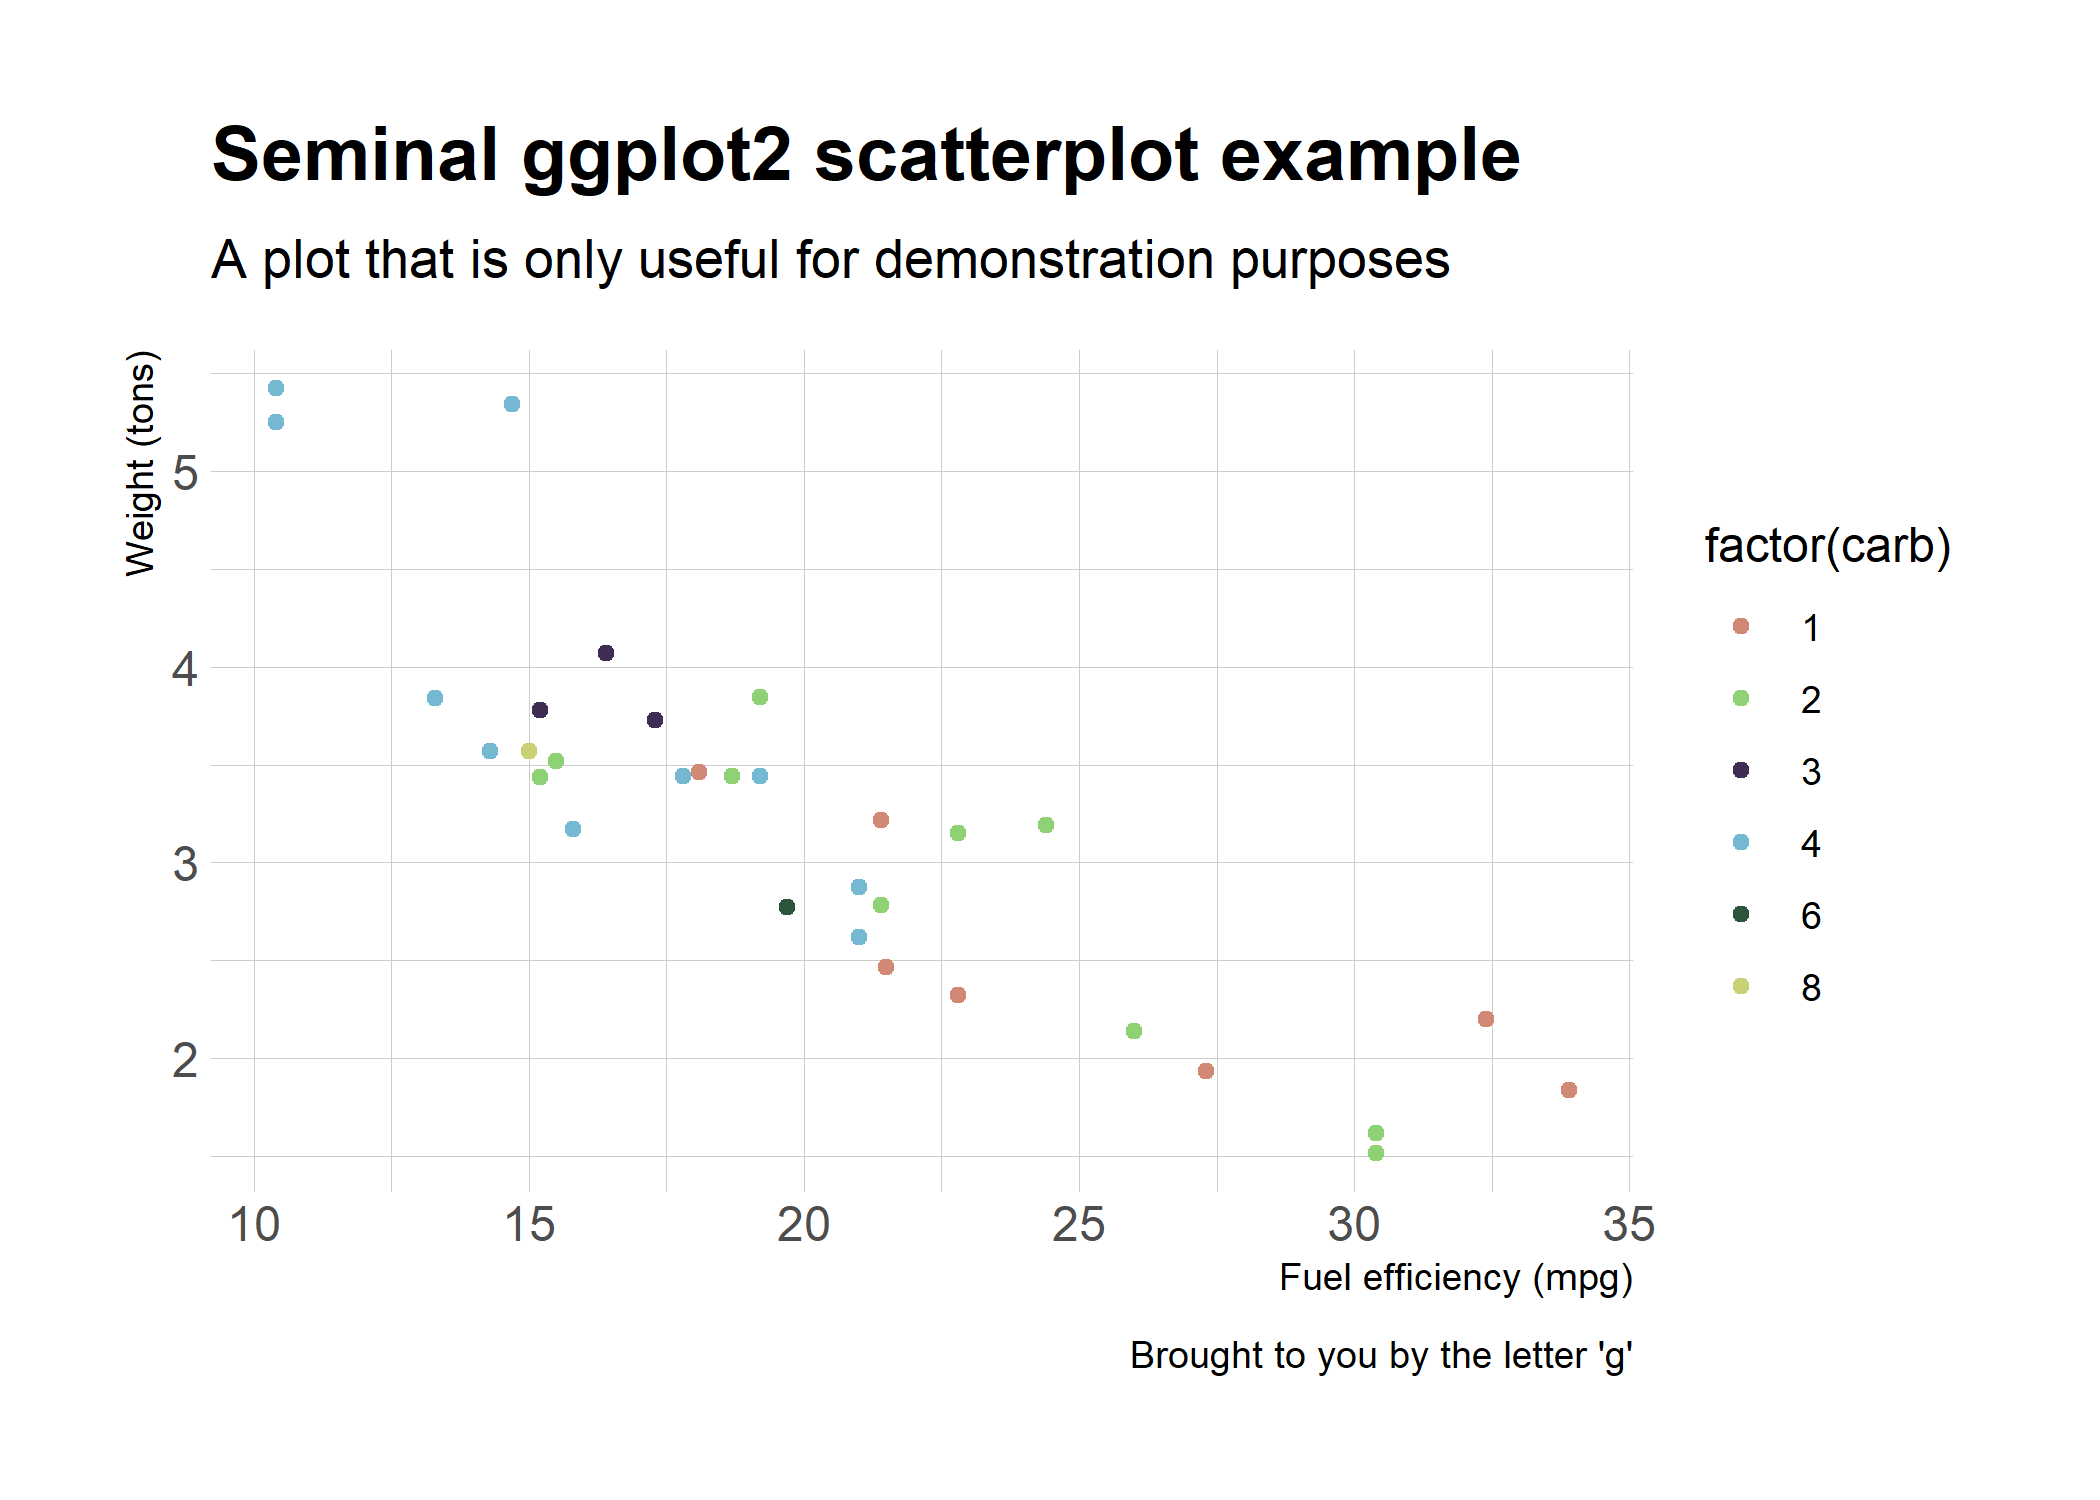 Seminal ggplot2 scatterplot example
A plot that is only useful for demonstration purposes
Weight (tons)
5
4
3
2
10 15 20 25 30 35
Fuel efficiency (mpg)
Brought to you by the letter 'g'
factor(carb)
1
2
3
4
6
8